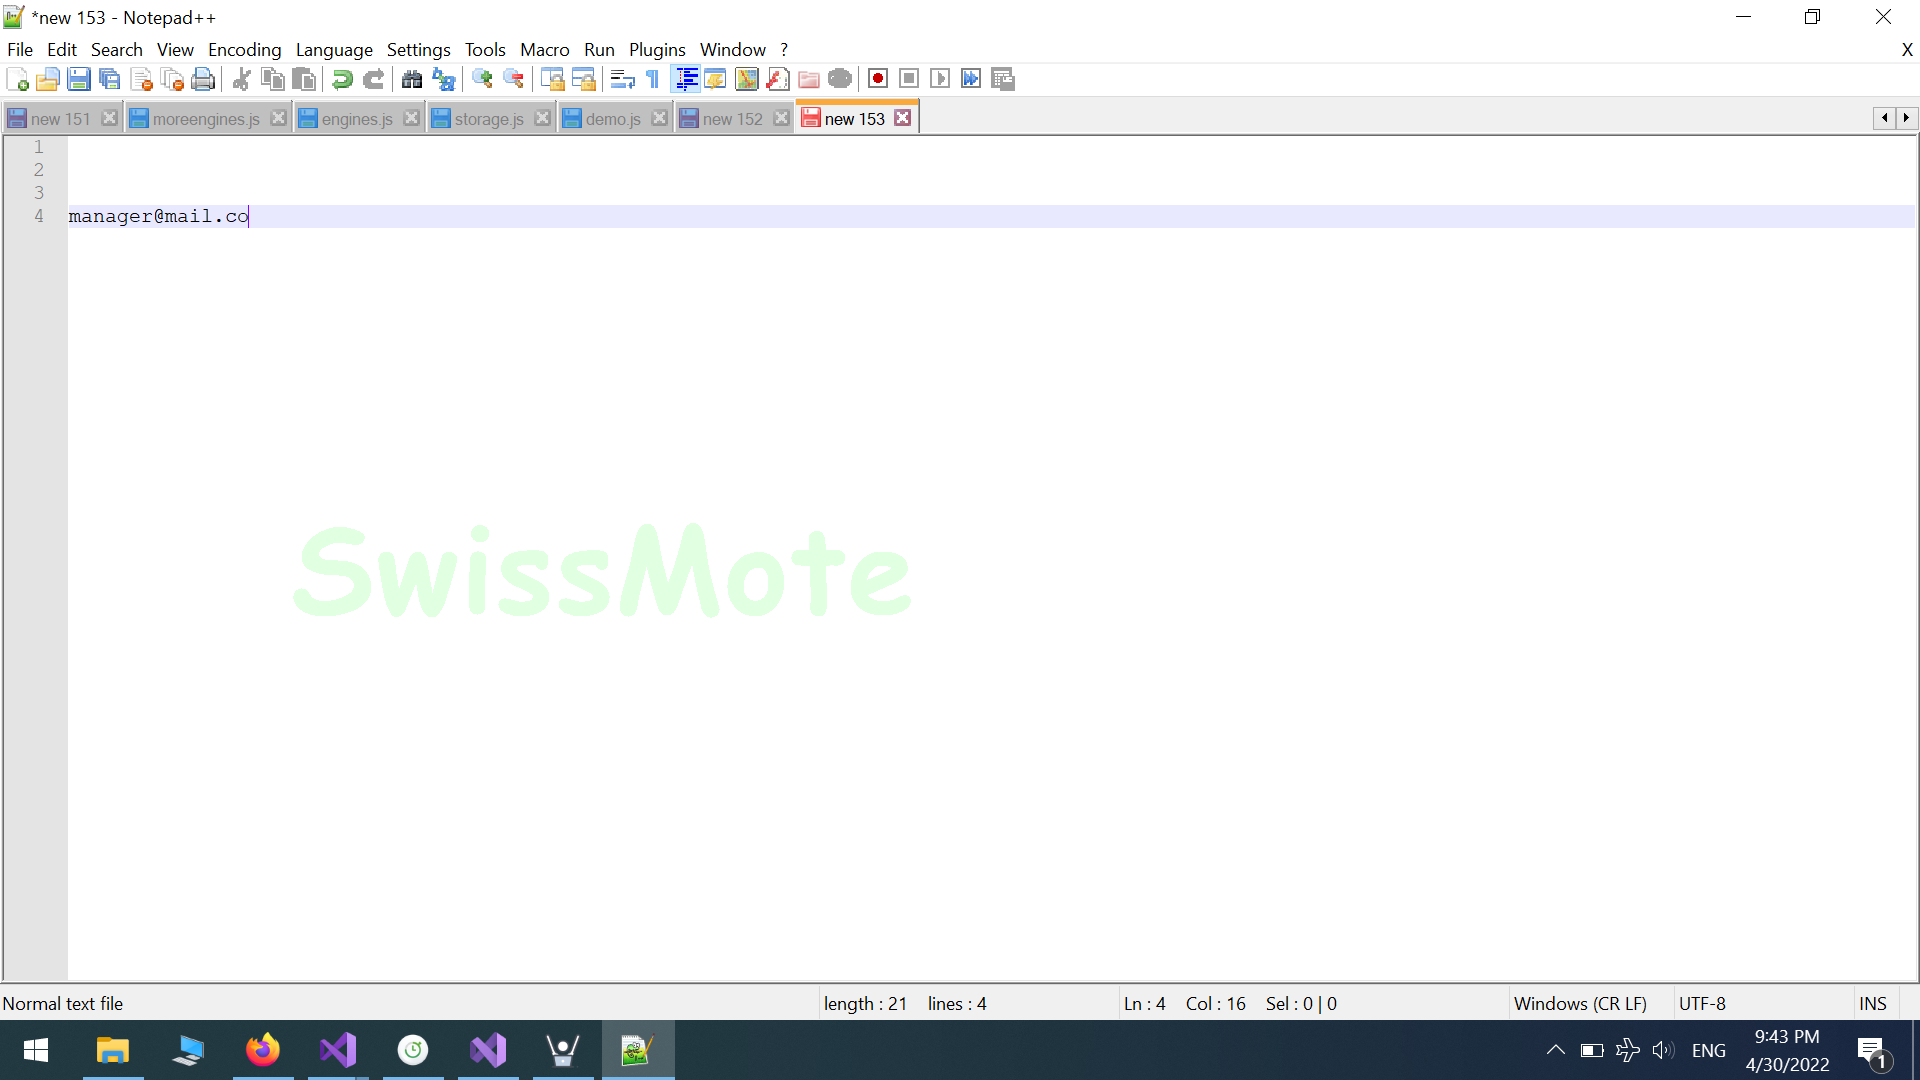 *new 153 - Notepad++
File Edit Search View Encoding Language Settings Tools Macro Run Plugins Window ? X
new 151 moreengines.js engines.js storage.js demo.js new 152 new 153
1
2
3
4 manager@mail.co
SwissMote
Normal text file length : 21 lines : 4 Ln : 4 Col : 16 Sel : 0 | 0 Windows (CR LF) UTF-8 INS
ENG 9:43 PM
4/30/2022 1